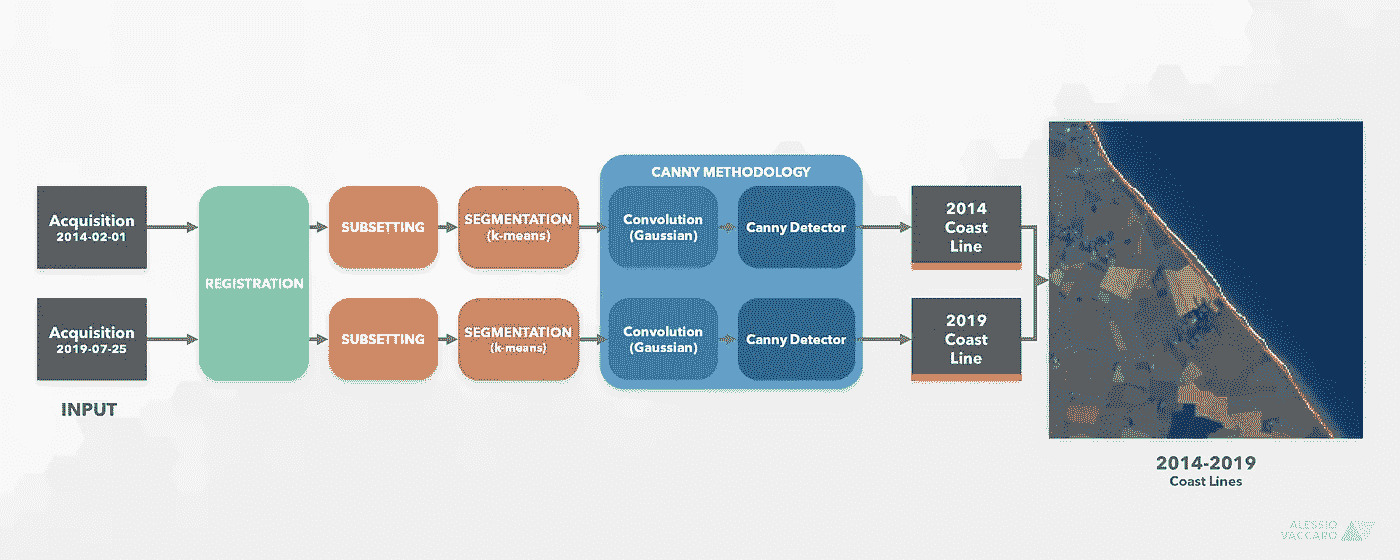 CANNY METHODOLOGY
Acquisition
2014-02-01
SUBSETTING
SEGMENTATION
(k-means)
Convolution
(Gaussian)
Canny Detector
2014
Coast
Line
REGISTRATION
Acquisition
2019-07-25
SUBSETTING
SEGMENTATION
(k-means)
Convolution
(Gaussian)
Canny Detector
2019
Coast
Line
INPUT
2014-2019
Coast Lines
ALESSIO
VACCARO